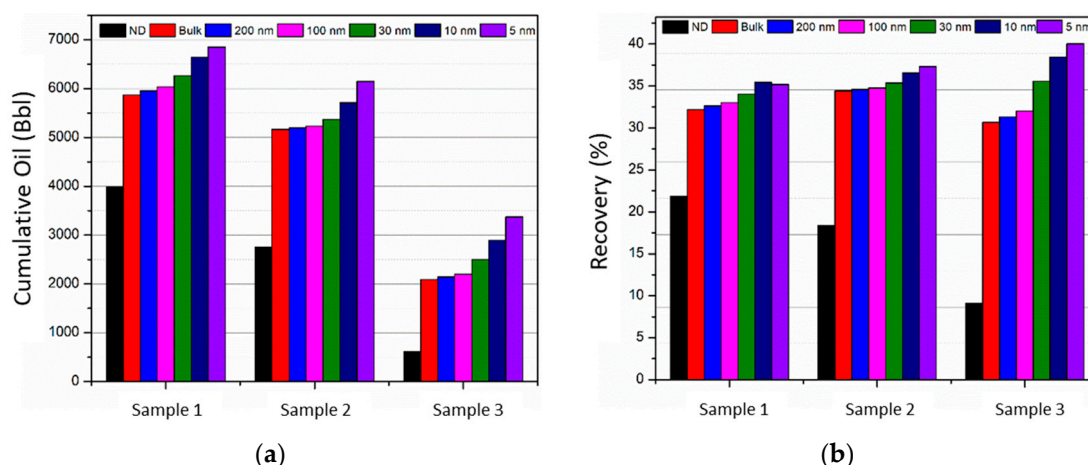 Cumulative Oil (Bbl)
7000
6000
5000
4000
3000
2000
1000
0
ND Bulk 200 nm 100 nm 30 nm 10 nm 5 nm
Sample 1 Sample 2 Sample 3
(a)
Recovery (%)
40
35
30
25
20
15
10
5
0
ND Bulk 200 nm 100 nm 30 nm 10 nm 5 nm
Sample 1 Sample 2 Sample 3
(b)